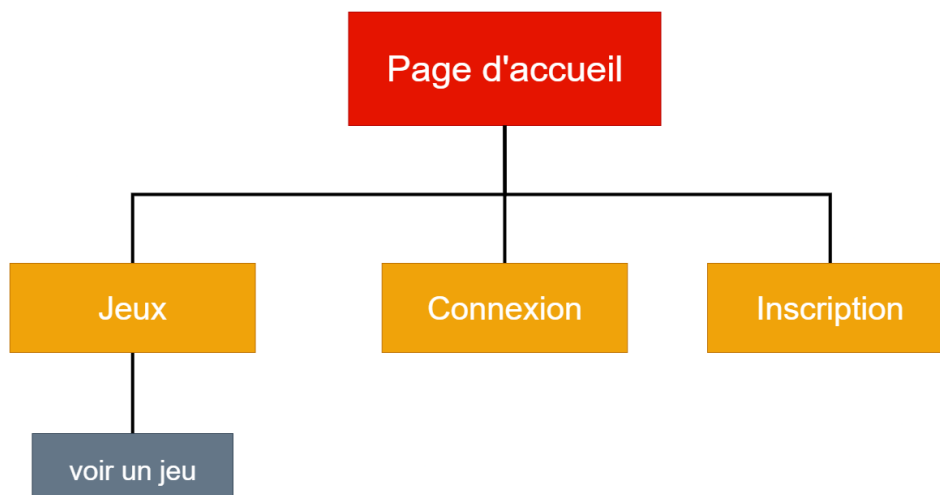 Page d'accueil
Jeux
Connexion
Inscription
voir un jeu